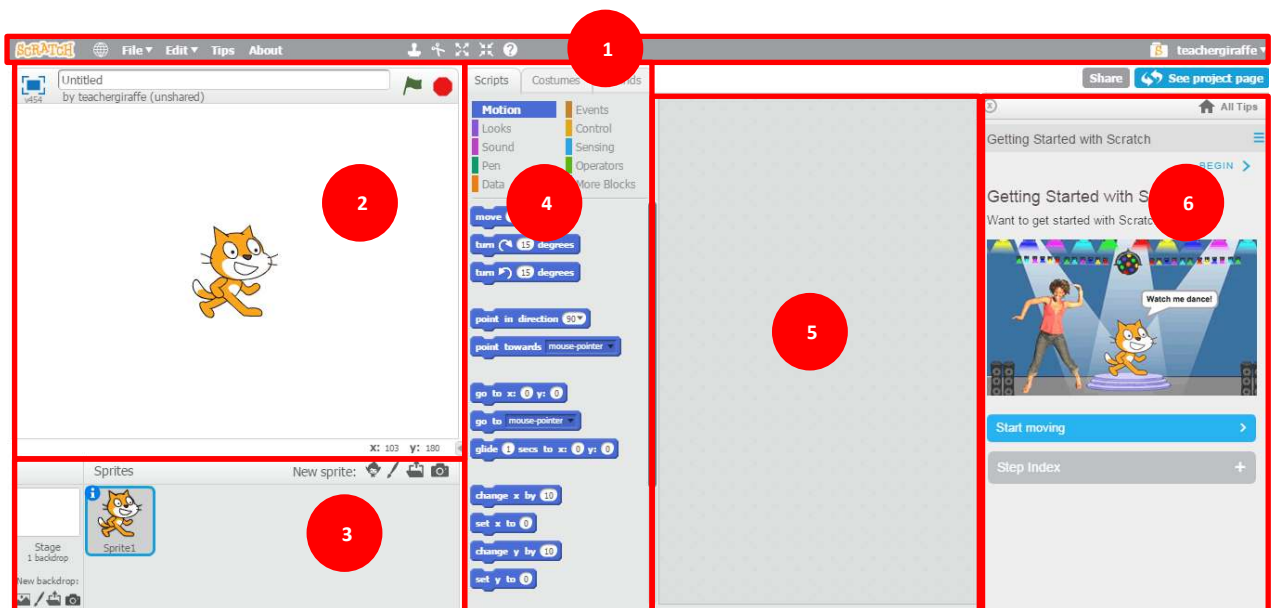 SCRATCH File Edit Tips About 1 teachergiraffe
v454 Untitled
by teachergiraffe (unshared)
2
X: 103 y: 180
Sprites New sprite:
Stage
1 backdrop
Sprite1
New backdrop:
3
Scripts Costumes
Motion Events
Looks Control
Sound Sensing
Pen Operators
Data More Blocks
4
move
turn 15 degrees
turn 15 degrees
point in direction 90
point towards mouse-pointer
go to x: 0 y: 0
go to mouse-pointer
glide 1 secs to x: 0 y: 0
change x by 10
set x to 0
change y by 10
set y to 0
5
Share See project page
All Tips
Getting Started with Scratch
BEGIN
Getting Started with
Want to get started with
6
Watch me dance!
Start moving
Step Index +